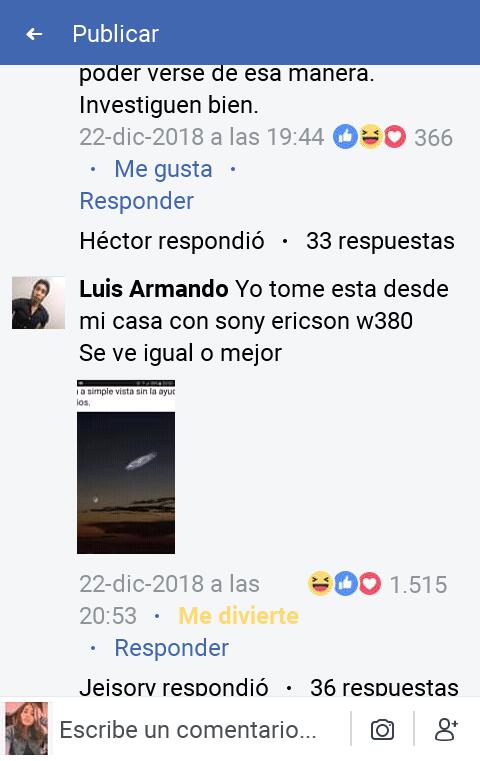 Publicar
poder verse de esa manera.
Investiguen bien.
22-dic-2018 a las 19:44 366
· Me gusta ·
Responder
Héctor respondió · 33 respuestas
Luis Armando Yo tome esta desde
mi casa con sony ericson w380
Se ve igual o mejor
a simple vista sin la
ios.
22-dic-2018 a las 1.515
20:53 · Me divierte
· Responder
Jeisory respondió · 36 respuestas
Escribe un comentario...